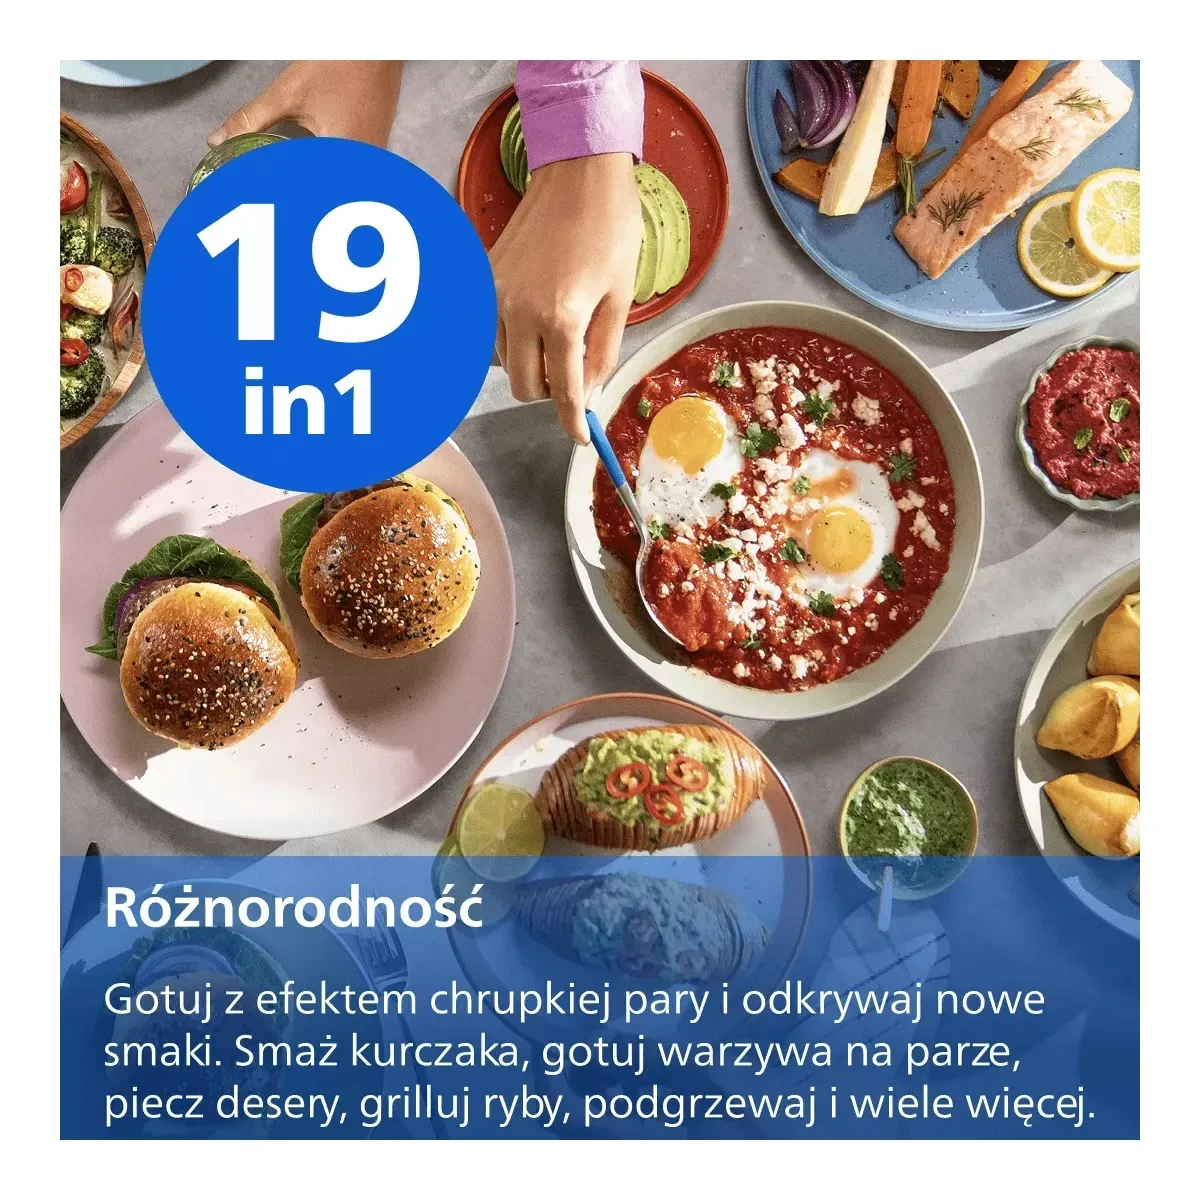 19
in1
Różnorodność
Gotuj z efektem chrupkiej pary i odkrywaj nowe
smaki. Smaż kurczaka, gotuj warzywa na parze,
piecz desery, grilluj ryby, podgrzewaj i wiele więcej.